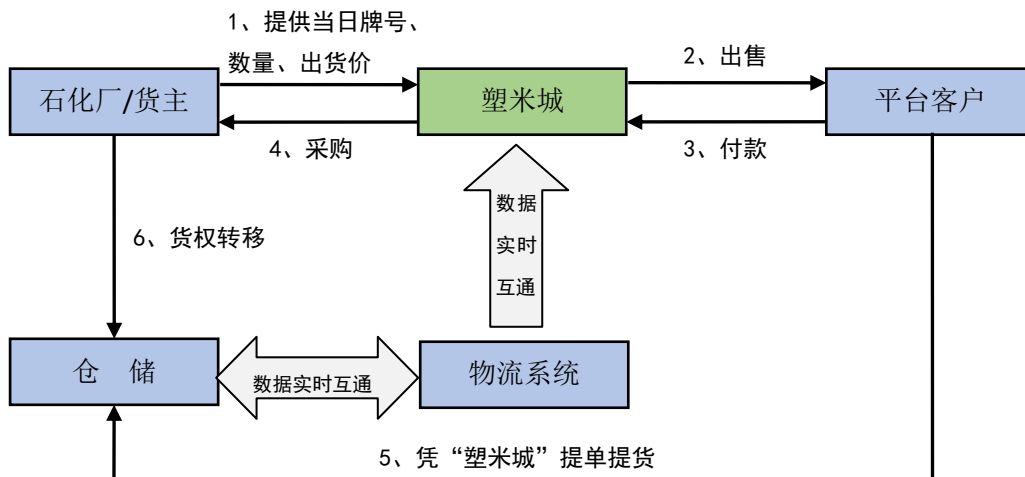 1、提供当日牌号、
数量、出货价
2、出售
石化厂/货主
塑米城
平台客户
4、采购
3、付款
数据
实时
互通
6、货权转移
仓 储
数据实时互通
物流系统
5、凭“塑米城”提单提货